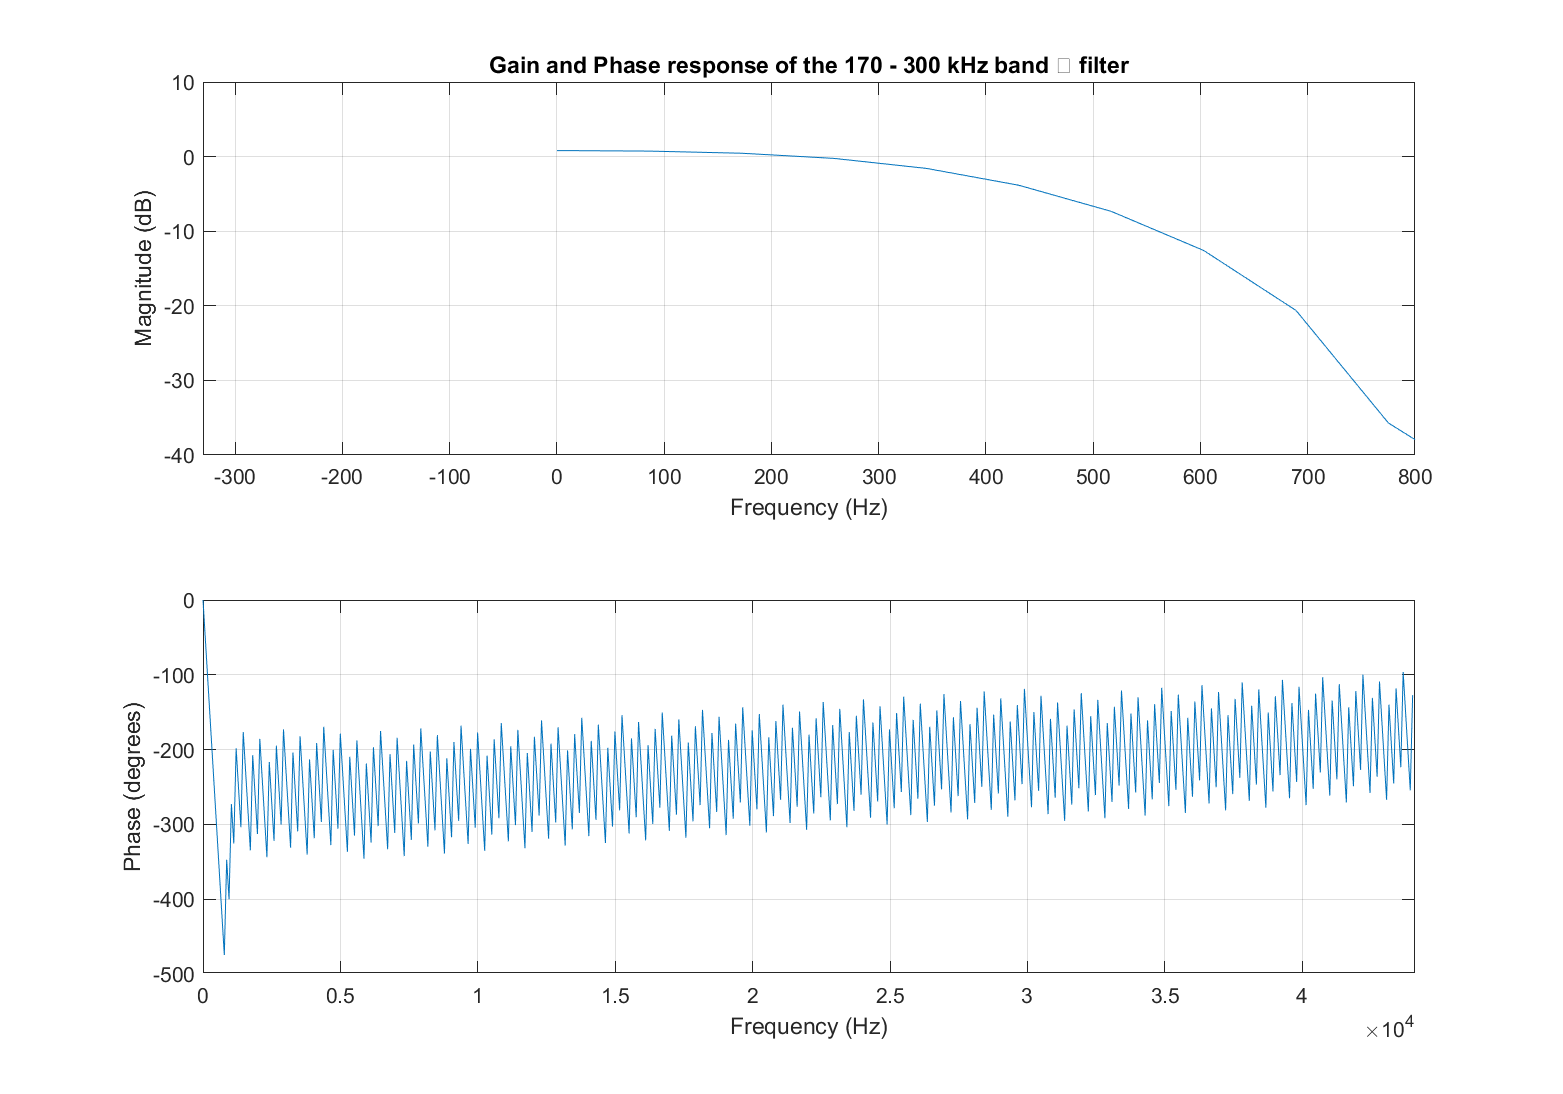 Gain and Phase response of the 170 - 300 kHz band □ filter
10
0
-10
-20
-30
-40
Magnitude (dB)
-300 -200 -100 0 100 200 300 400 500 600 700 800
Frequency (Hz)
0
-100
-200
-300
-400
-500
Phase (degrees)
0 0.5 1 1.5 2 2.5 3 3.5 4
Frequency (Hz)
×10⁴